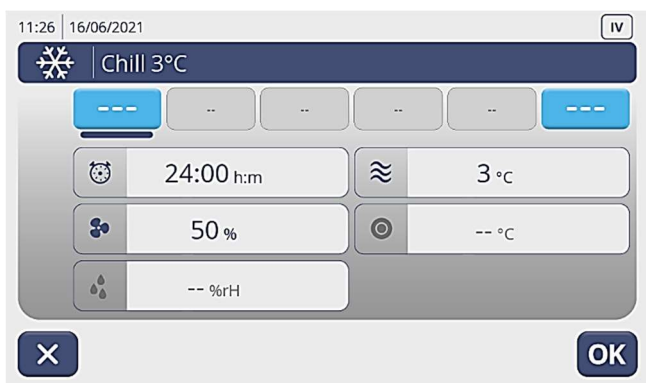 11:26 16/06/2021 IV
Chill 3°C
--- -- -- -- -- ---
24:00 h:m 3 °C
50 % -- °C
-- %rH
OK